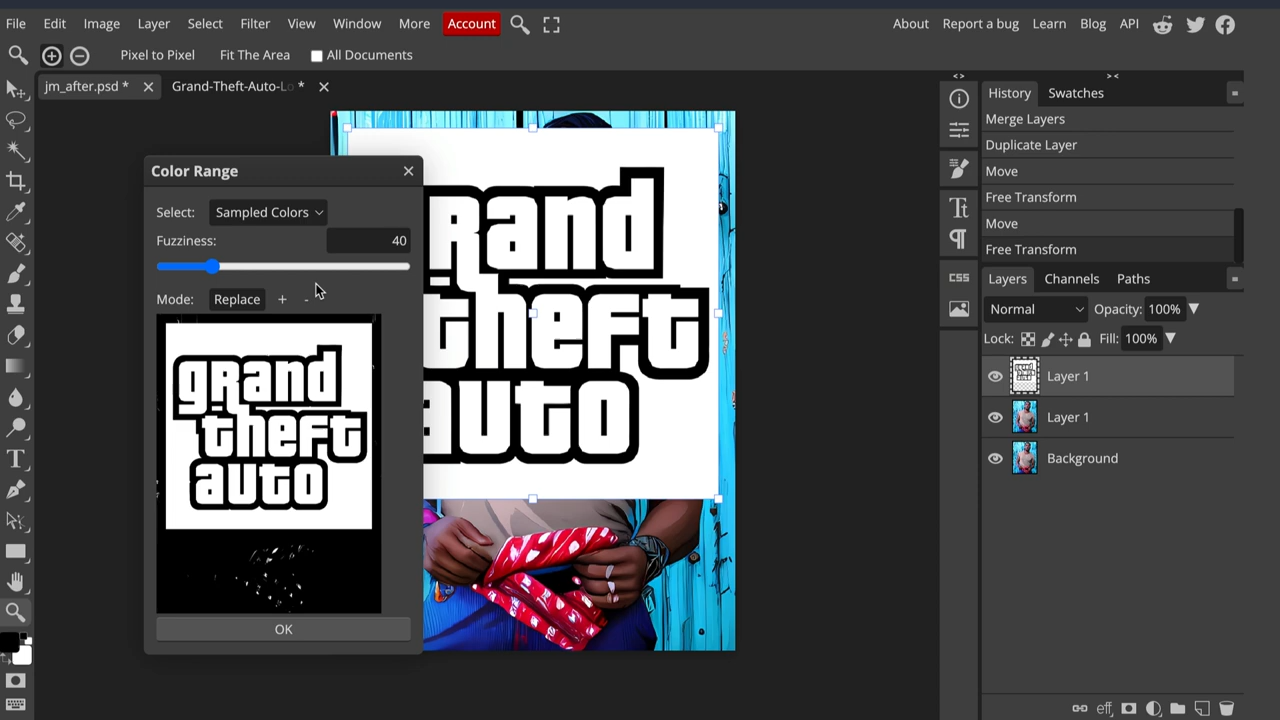 File Edit Image Layer Select Filter View Window More Account About Report a bug Learn Blog API
Pixel to Pixel Fit The Area All Documents
jm_after.psd * Grand-Theft-Auto-Lo *
History Swatches
Merge Layers
Duplicate Layer
Move
Free Transform
Move
Free Transform
Layers Channels Paths
Normal Opacity: 100%
Lock: Fill: 100%
Layer 1
Layer 1
Background
CSS
eff
Color Range
Select: Sampled Colors
Fuzziness: 40
Mode: Replace + -
grand
theft
auto
OK
rand
theft
auto